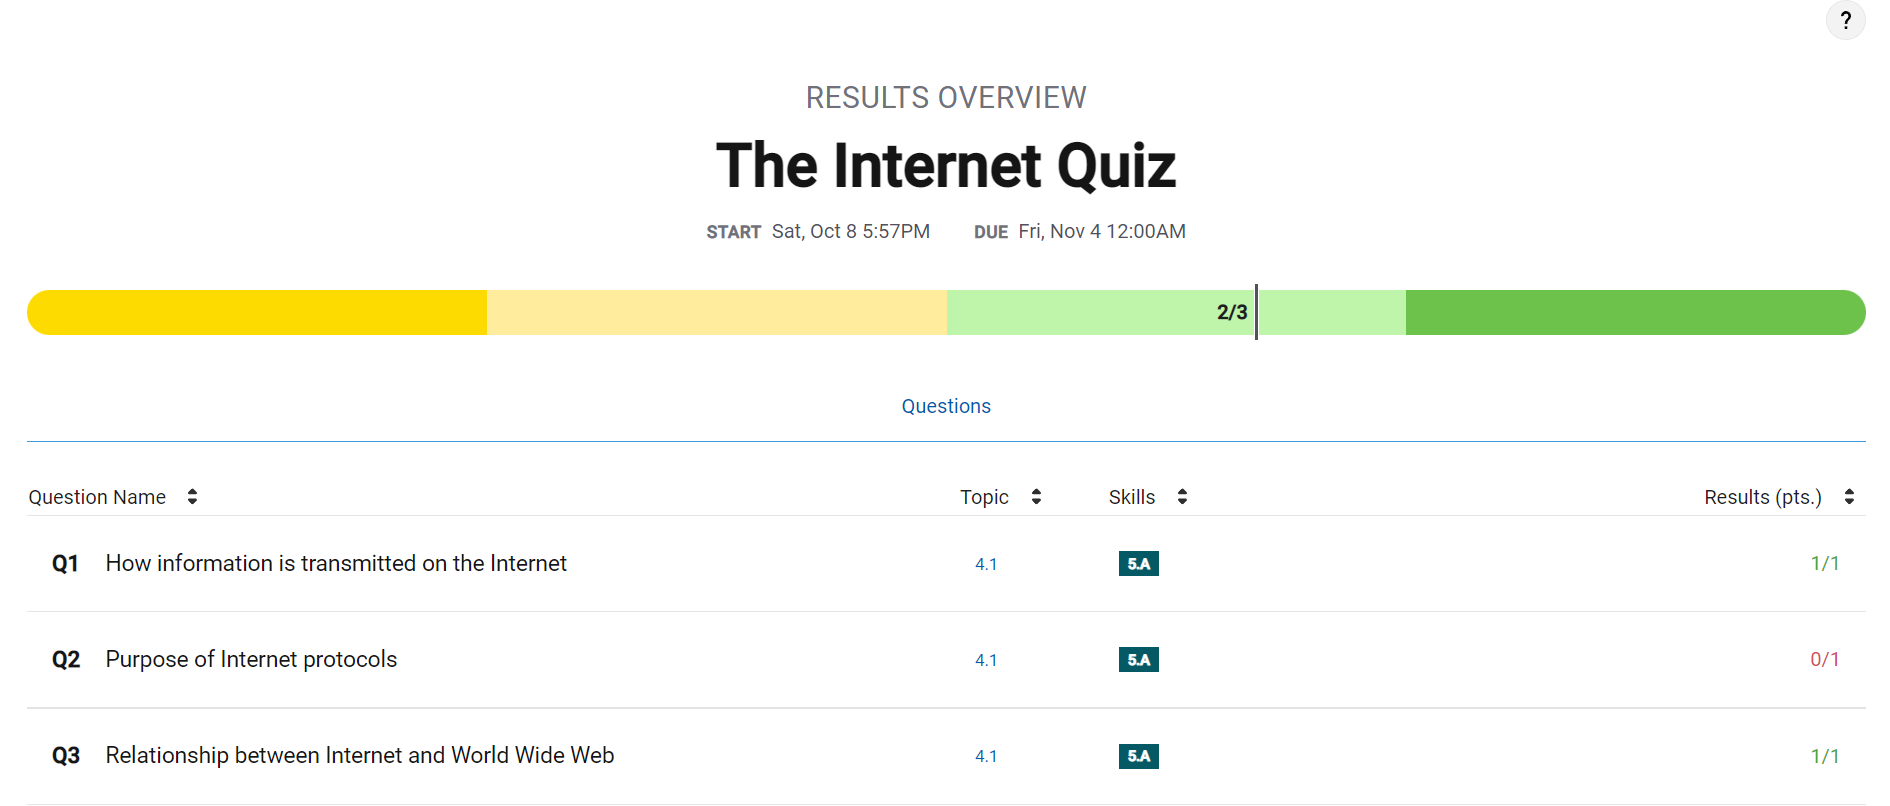 ?
RESULTS OVERVIEW
The Internet Quiz
START Sat, Oct 8 5:57PM DUE Fri, Nov 4 12:00AM
2/3
Questions
Question Name Topic Skills Results (pts.)
Q1 How information is transmitted on the Internet 4.1 5.A 1/1
Q2 Purpose of Internet protocols 4.1 5.A 0/1
Q3 Relationship between Internet and World Wide Web 4.1 5.A 1/1